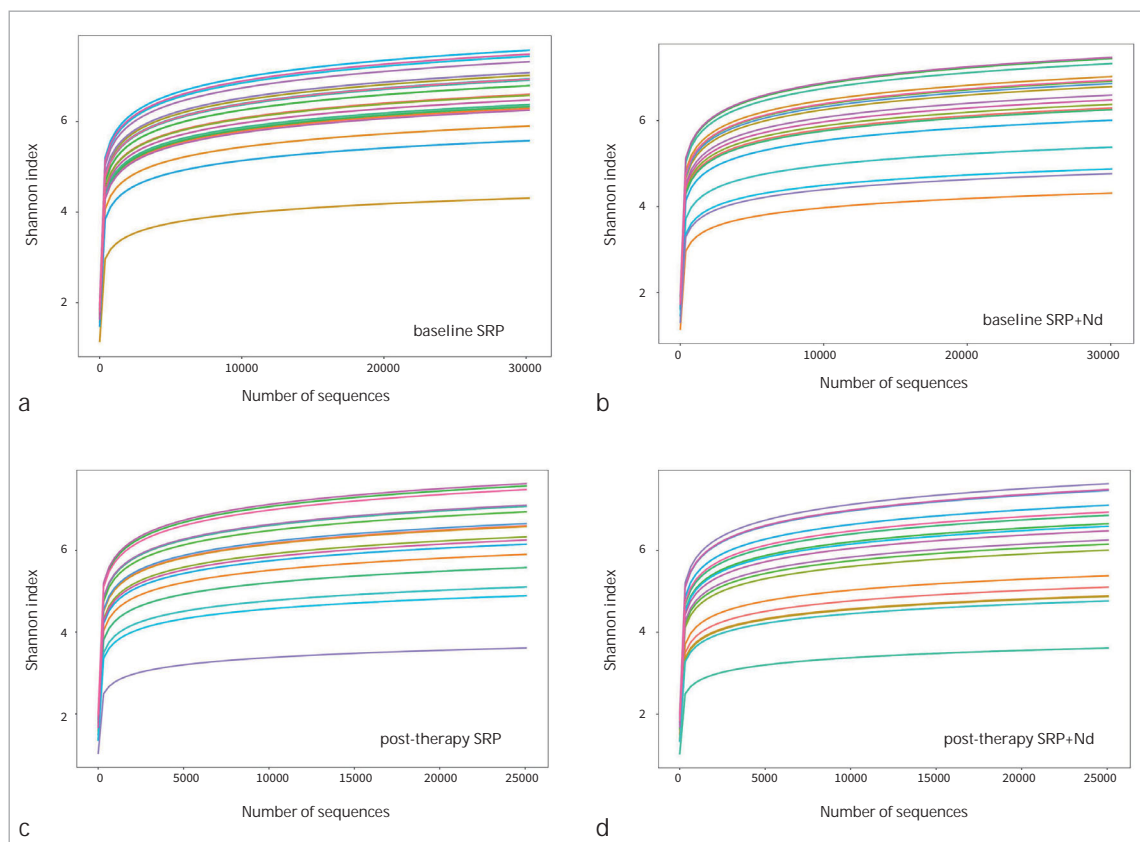 Shannon index
6
4
2
baseline SRP
0 10000 20000 30000
Number of sequences
a
Shannon index
6
4
2
baseline SRP+Nd
0 10000 20000 30000
Number of sequences
b
Shannon index
6
4
2
post-therapy SRP
0 5000 10000 15000 20000 25000
Number of sequences
c
Shannon index
6
4
2
post-therapy SRP+Nd
0 5000 10000 15000 20000 25000
Number of sequences
d